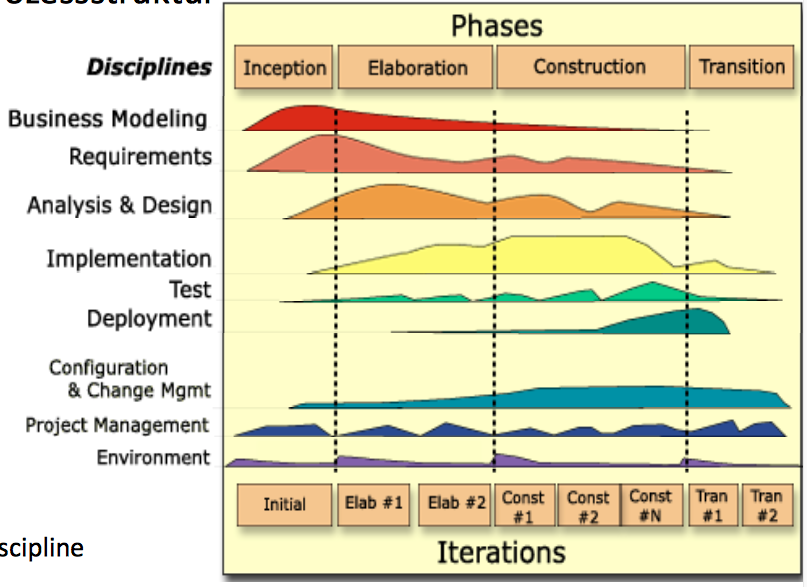 ozessstruktur
Phases
Disciplines
Inception
Elaboration
Construction
Transition
Business Modeling
Requirements
Analysis & Design
Implementation
Test
Deployment
Configuration
& Change Mgmt
Project Management
Environment
Initial
Elab #1
Elab #2
Const
#1
Const
#2
Const
#N
Tran
#1
Tran
#2
scipline
Iterations